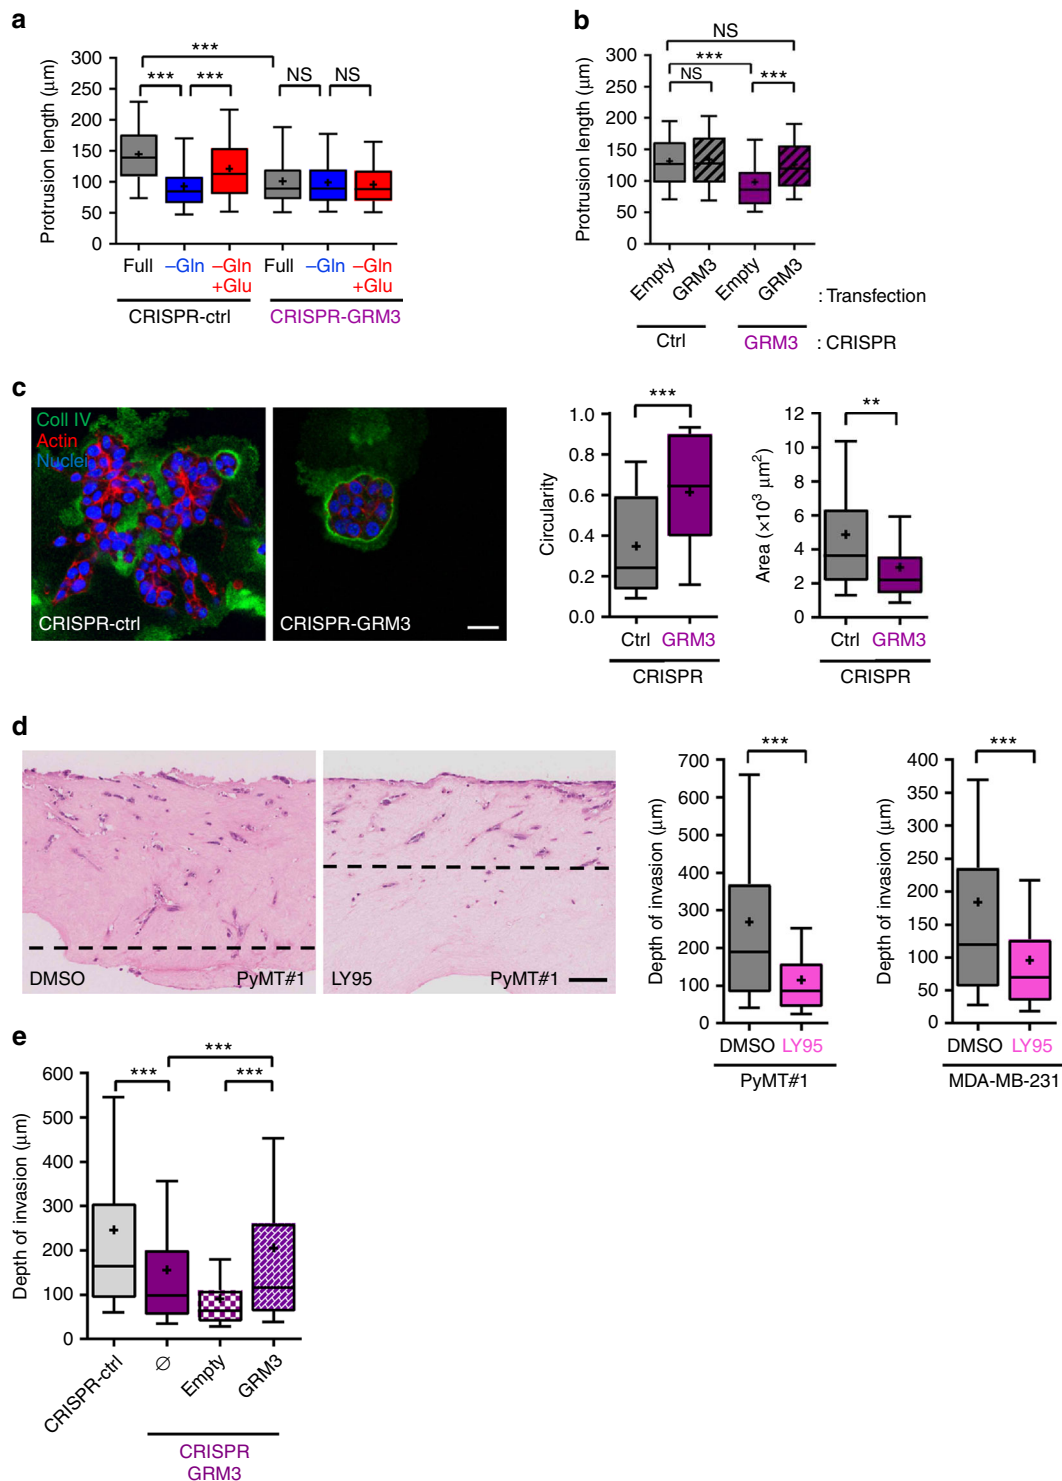 a
Protrusion length (μm)
300
250
200
150
100
50
0
***
*** *** NS NS
Full –Gln –Gln +Glu Full –Gln –Gln +Glu
CRISPR-ctrl CRISPR-GRM3
b
Protrusion length (μm)
300
250
200
150
100
50
0
NS
***
NS ***
Empty GRM3 Empty GRM3 : Transfection
Ctrl GRM3 : CRISPR
c
Coll IV
Actin
Nuclei
CRISPR-ctrl CRISPR-GRM3
Circularity
1.0
0.8
0.6
0.4
0.2
0.0
***
Ctrl GRM3
CRISPR
Area (×10³ μm²)
12
10
8
6
4
2
0
**
Ctrl GRM3
CRISPR
d
DMSO PyMT#1
LY95 PyMT#1
Depth of invasion (μm)
700
600
500
400
300
200
100
0
***
DMSO LY95
PyMT#1
Depth of invasion (μm)
400
350
300
250
200
150
100
50
0
***
DMSO LY95
MDA-MB-231
e
Depth of invasion (μm)
600
500
400
300
200
100
0
***
*** ***
CRISPR-ctrl ∅ Empty GRM3
CRISPR
GRM3